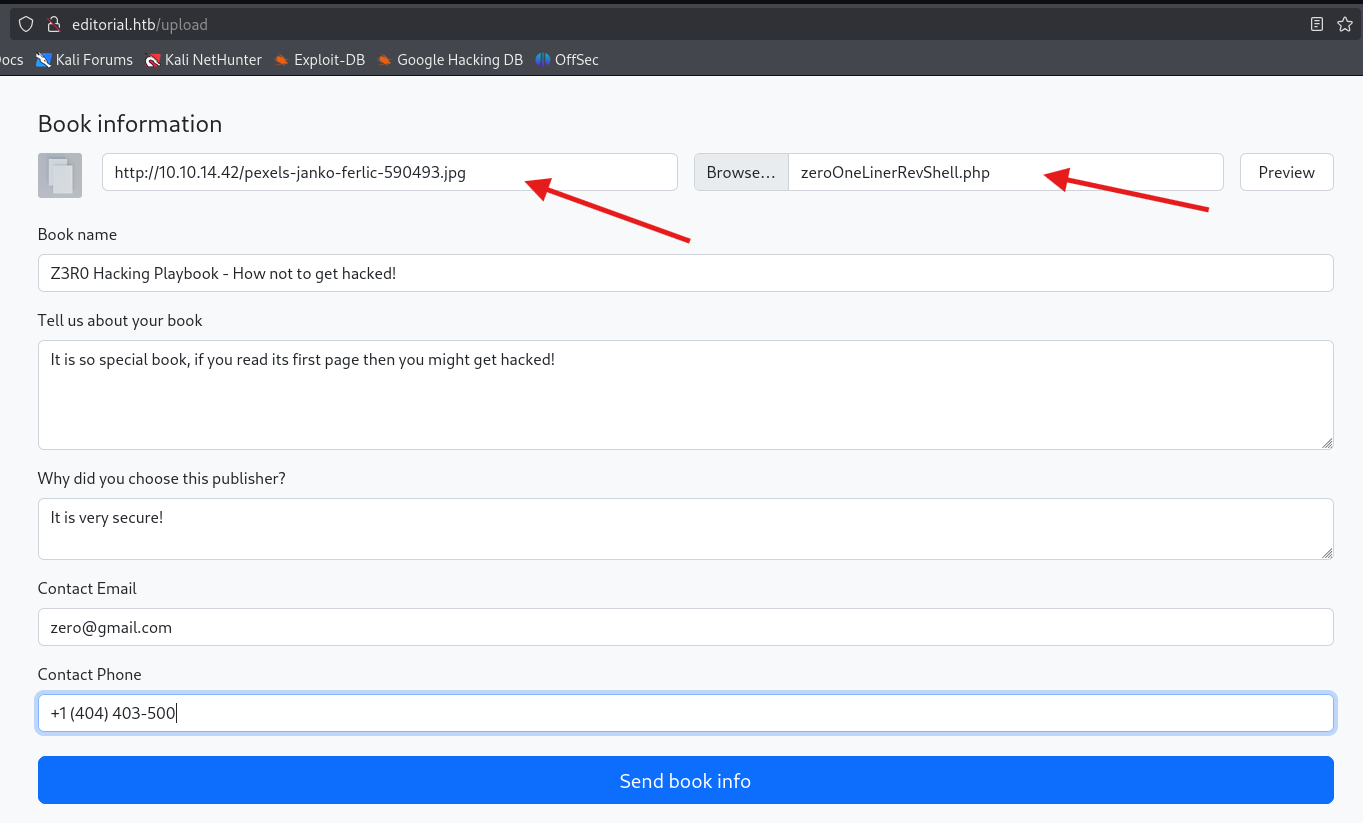 editorial.htb/upload
ocs Kali Forums Kali NetHunter Exploit-DB Google Hacking DB OffSec
Book information
http://10.10.14.42/pexels-janko-ferlic-590493.jpg Browse... zeroOneLinerRevShell.php Preview
Book name
Z3R0 Hacking Playbook - How not to get hacked!
Tell us about your book
It is so special book, if you read its first page then you might get hacked!
Why did you choose this publisher?
It is very secure!
Contact Email
zero@gmail.com
Contact Phone
+1 (404) 403-500
Send book info